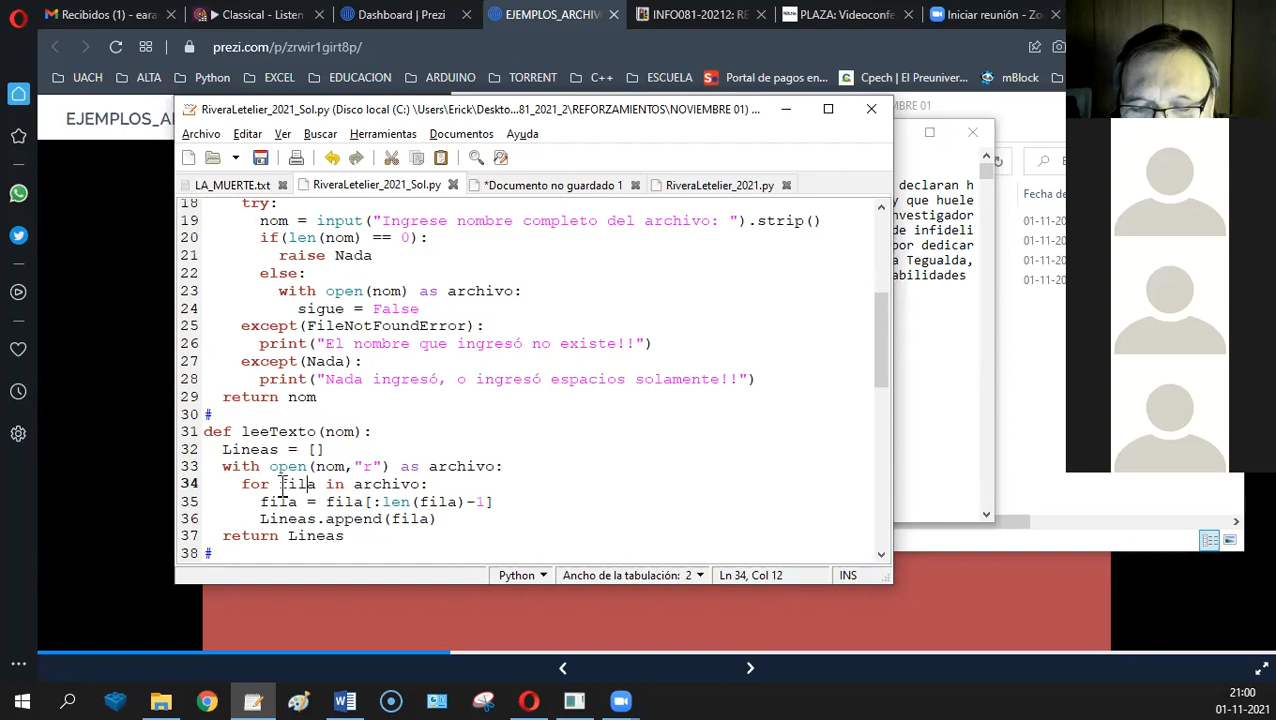 Recibidos (1) - eara
Classical - Listen
Dashboard | Prezi
EJEMPLOS_ARCHIV
INFO081-20212: RE
PLAZA: Videoconfe
Iniciar reunión - Zo
prezi.com/p/zrwir1girt8p/
UACH
ALTA
Python
EXCEL
EDUCACION
ARDUINO
TORRENT
C++
ESCUELA
Portal de pagos en...
Cpech | El Preuniver...
mBlock
EJEMPLOS_A
RiveraLetelier_2021_Sol.py (Disco local (C:) \Users\Erick\Deskto...81_2021_2\REFORZAMIENTOS\NOVIEMBRE 01) ...
BRE 01
Archivo Editar Ver Buscar Herramientas Documentos Ayuda
LA_MUERTE.txt
RiveraLetelier_2021_Sol.py
*Documento no guardado 1
RiveraLetelier_2021.py
18 try:
19 nom = input("Ingrese nombre completo del archivo: ").strip()
20 if(len(nom) == 0):
21 raise Nada
22 else:
23 with open(nom) as archivo:
24 sigue = False
25 except(FileNotFoundError):
26 print("El nombre que ingresó no existe!!")
27 except(Nada):
28 print("Nada ingresó, o ingresó espacios solamente!!")
29 return nom
30 #
31 def leeTexto(nom):
32 Lineas = []
33 with open(nom,"r") as archivo:
34 for fila in archivo:
35 fila = fila[:len(fila)-1]
36 Lineas.append(fila)
37 return Lineas
38 #
declaran h
y que huele
nvestigador
de infideli
por dedicar
a Tegualda,
abilidades
Fecha de
01-11-20
01-11-20
01-11-20
01-11-20
Python
Ancho de la tabulación: 2
Ln 34, Col 12
INS
21:00
01-11-2021